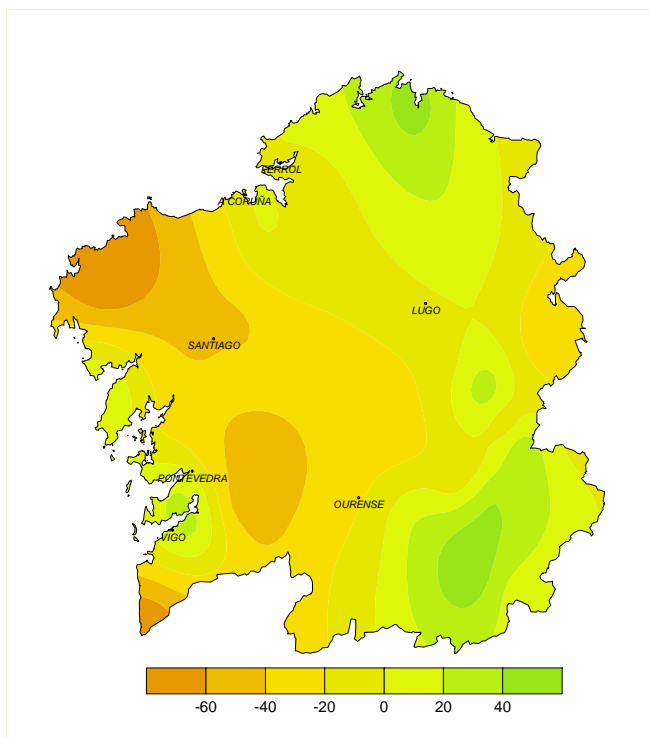 FERROL
A CORUÑA
LUGO
SANTIAGO
PONTEVEDRA
OURENSE
VIGO
-60 -40 -20 0 20 40